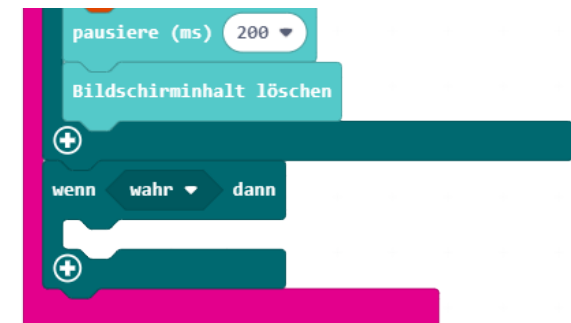 pausiere (ms) 200
Bildschirminhalt löschen
wenn wahr dann